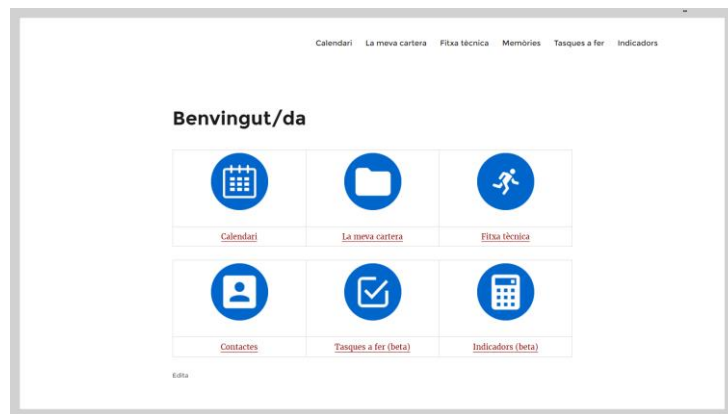 Calendari La meva cartera Fitxa tècnica Memòries Tasques a fer Indicadors
Benvingut/da
Calendari La meva cartera Fitxa tècnica
Contactes Tasques a fer (beta) Indicadors (beta)
Edita